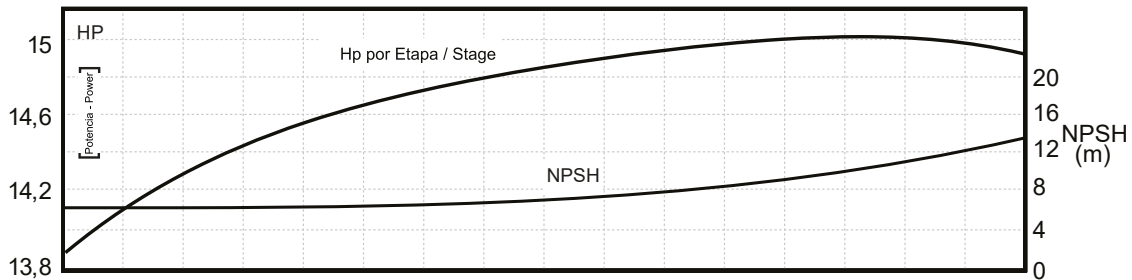 HP
15
Hp por Etapa / Stage
[Potencia - Power]
20
14,6
16
12
NPSH
(m)
NPSH
14,2
8
4
13,8
0